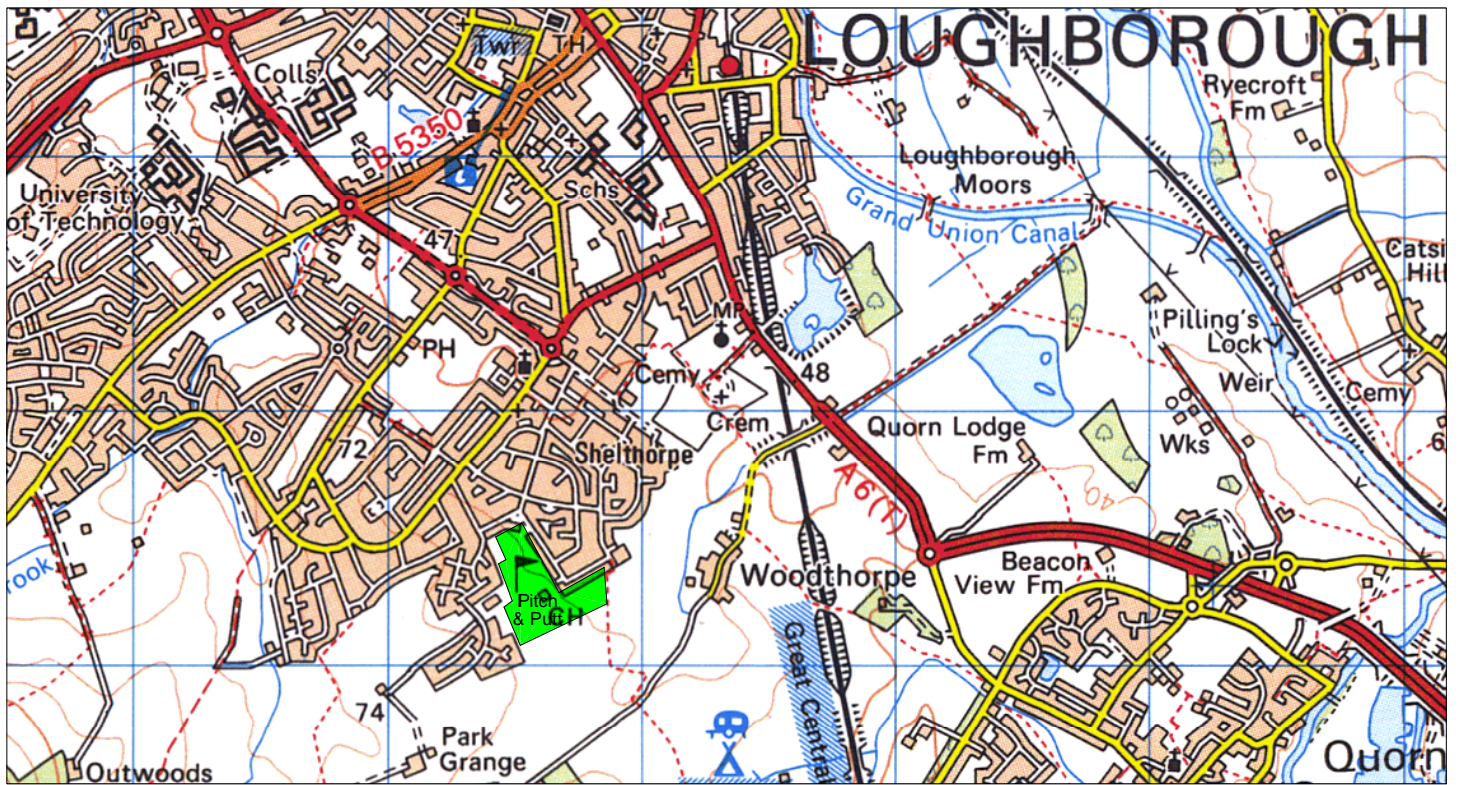 LOUGHBOROUGH
Twr
TH
Colls
Ryecroft
Fm
B 5350
Loughborough
Moors
Schs
University
of Technology
Grand Union Canal
47
Catsi
Hill
MP
Pilling's
Lock
PH
Cemy
48
Weir
Cemy
Crem
Quorn Lodge
Fm
Wks
6
72
Shelthorpe
A 6(T)
40
rook
Woodthorpe
Beacon
View Fm
Pitch
& Putt
CH
Great Central
74
Park
Grange
Outwoods
Quorn